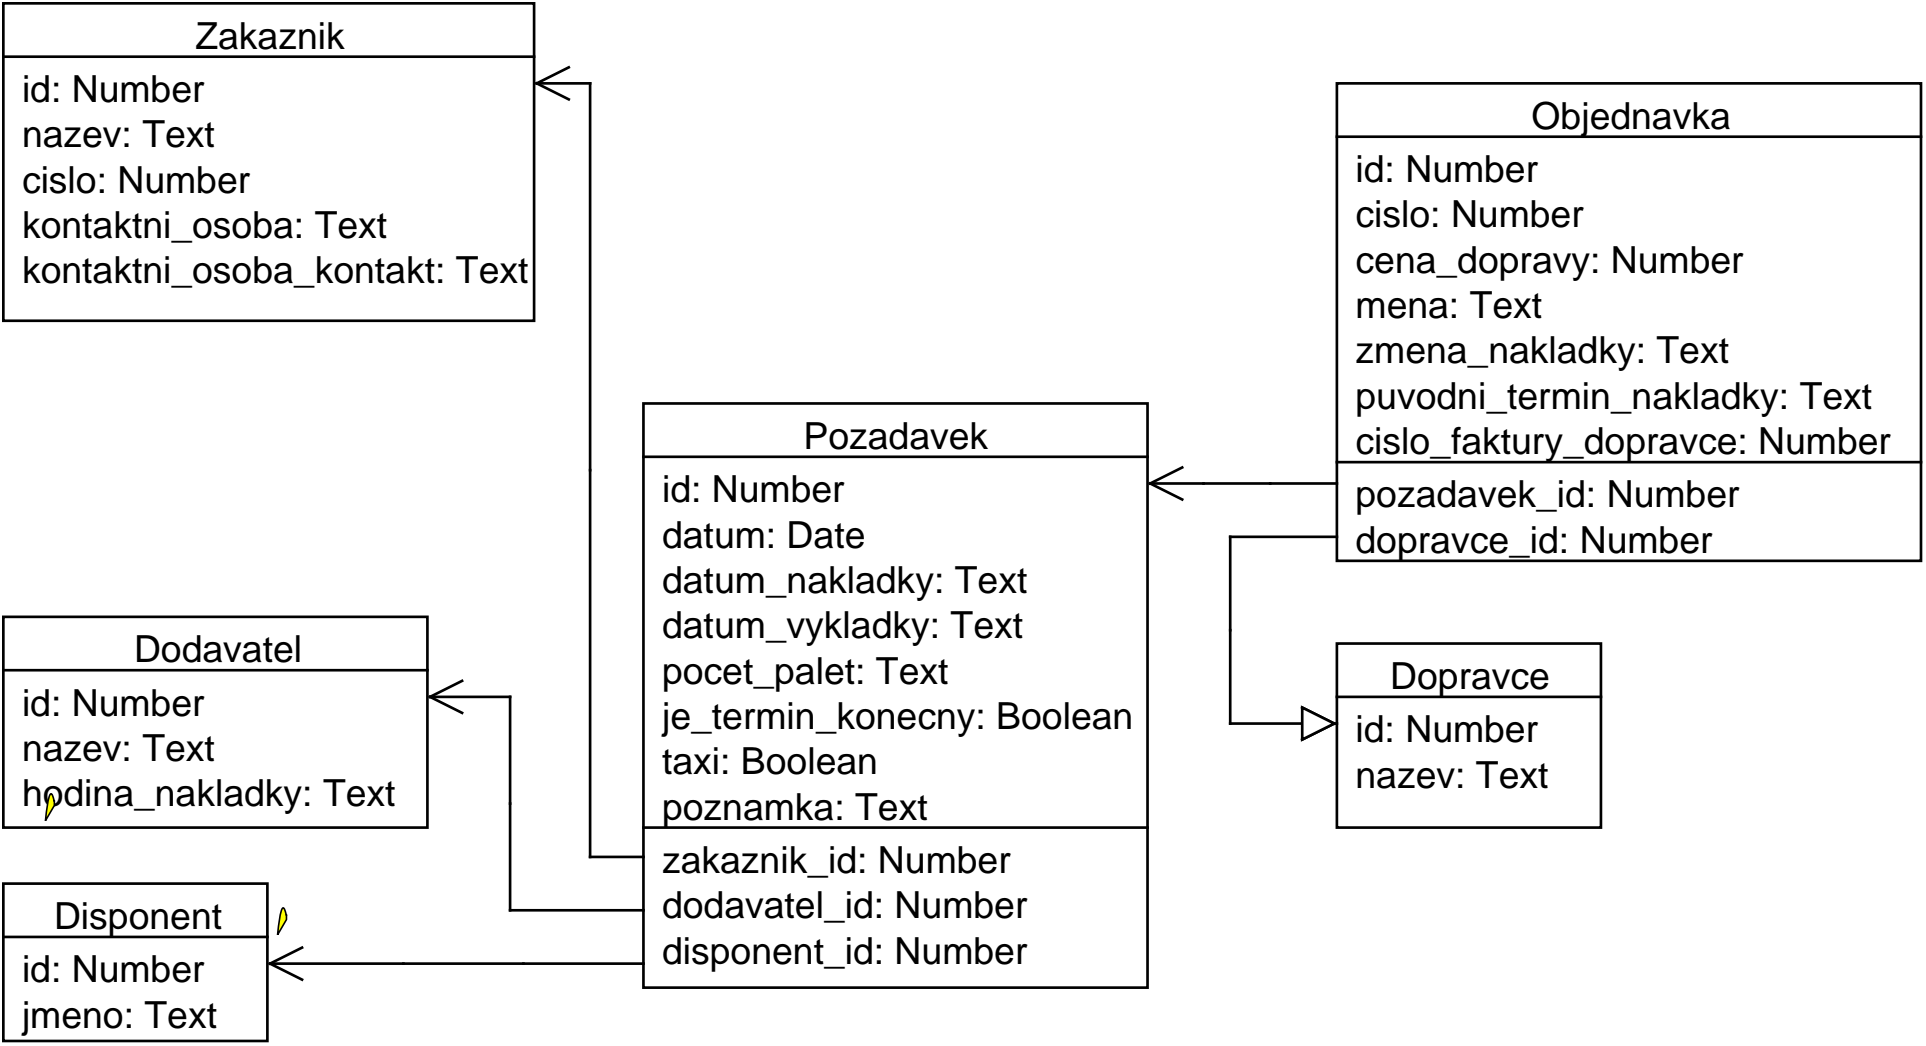 Zakaznik
id: Number
nazev: Text
cislo: Number
kontaktni_osoba: Text
kontaktni_osoba_kontakt: Text
Dodavatel
id: Number
nazev: Text
hodina_nakladky: Text
Disponent
id: Number
jmeno: Text
Pozadavek
id: Number
datum: Date
datum_nakladky: Text
datum_vykladky: Text
pocet_palet: Text
je_termin_konecny: Boolean
taxi: Boolean
poznamka: Text
zakaznik_id: Number
dodavatel_id: Number
disponent_id: Number
Objednavka
id: Number
cislo: Number
cena_dopravy: Number
mena: Text
zmena_nakladky: Text
puvodni_termin_nakladky: Text
cislo_faktury_dopravce: Number
pozadavek_id: Number
dopravce_id: Number
Dopravce
id: Number
nazev: Text